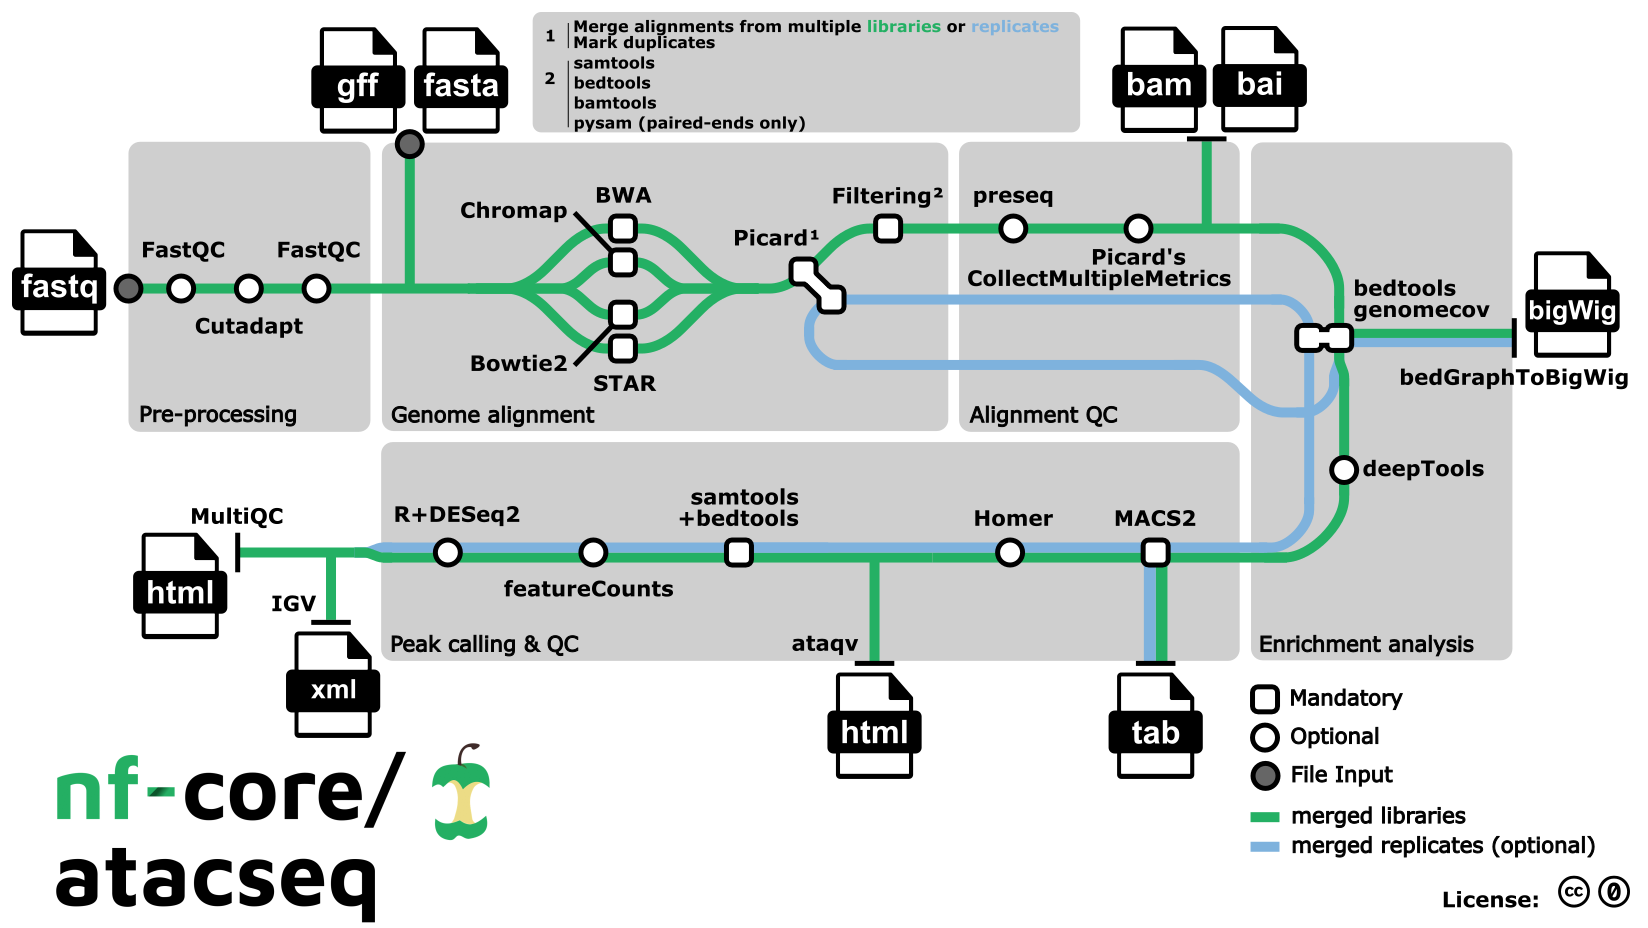 1 Merge alignments from multiple libraries or replicates
Mark duplicates
2 samtools
bedtools
bamtools
pysam (paired-ends only)
gff
fasta
bam
bai
fastq
FastQC
FastQC
Cutadapt
Pre-processing
Chromap
BWA
Bowtie2
STAR
Picard¹
Filtering²
Genome alignment
preseq
Picard's
CollectMultipleMetrics
Alignment QC
bedtools
genomecov
bigWig
bedGraphToBigWig
deepTools
Enrichment analysis
MultiQC
html
IGV
xml
R+DESeq2
featureCounts
samtools
+bedtools
Homer
MACS2
Peak calling & QC
ataqv
html
tab
Mandatory
Optional
File Input
merged libraries
merged replicates (optional)
nf-core/
atacseq
License: cc 0